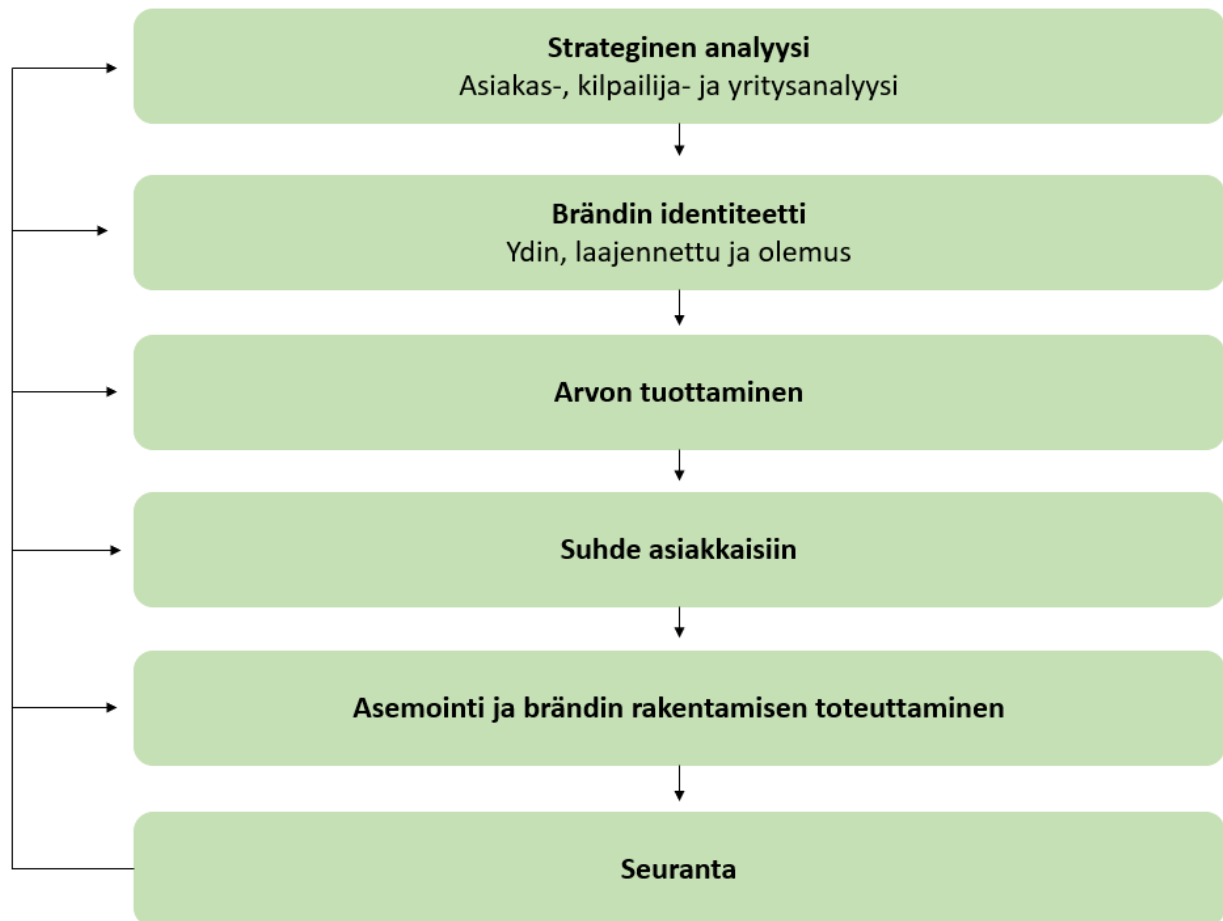 Strateginen analyysi
Asiakas-, kilpailija- ja yritysanalyysi
Brändin identiteetti
Ydin, laajennettu ja olemus
Arvon tuottaminen
Suhde asiakkaisiin
Asemointi ja brändin rakentamisen toteuttaminen
Seuranta